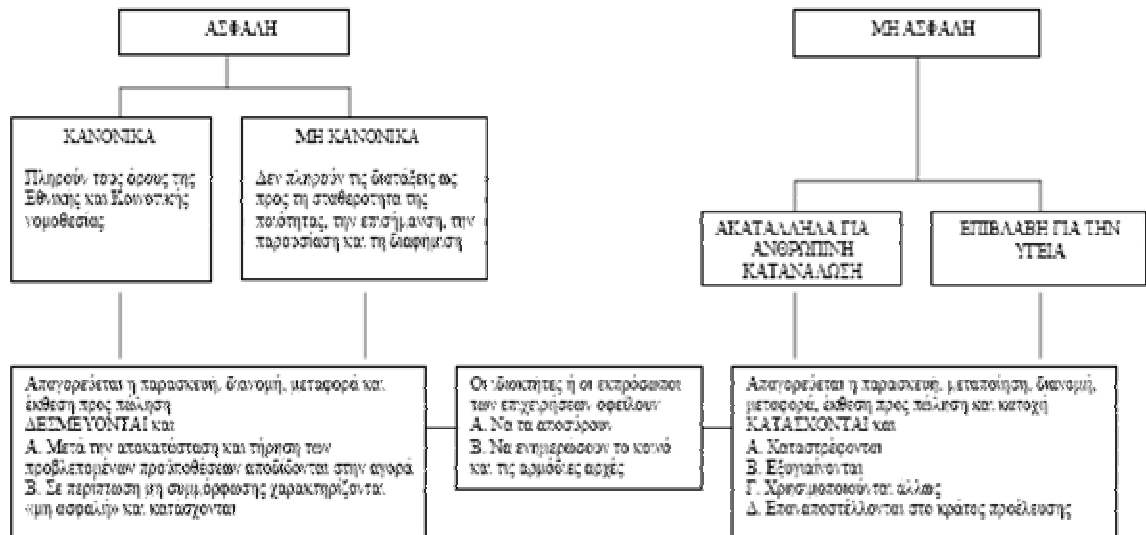 ΑΣΦΑΛΗ
ΜΗ ΑΣΦΑΛΗ
ΚΑΝΟΝΙΚΑ
Πληρούν τους όρους της
Εθνικής και Κοινοτικής
νομοθεσίας
ΜΗ ΚΑΝΟΝΙΚΑ
Δεν πληρούν τις διατάξεις ως
προς τη σταθερότητα της
ποιότητας, την επισήμανση, την
παρουσίαση και τη διαφήμιση
ΑΚΑΤΑΛΛΗΛΑ ΓΙΑ
ΑΝΘΡΩΠΙΝΗ
ΚΑΤΑΝΑΛΩΣΗ
ΕΠΙΒΛΑΒΗ ΓΙΑ ΤΗΝ
ΥΓΕΙΑ
Απαγορεύεται η παρασκευή, διανομή, μεταφορά και
έκθεση προς πώληση
ΔΕΣΜΕΥΟΝΤΑΙ και
Α. Μετά την αποκατάσταση και τήρηση των
προβλεπομένων προϋποθέσεων αποδίδονται στην αγορά
Β. Σε περίπτωση μη συμμόρφωσης χαρακτηρίζονται
«μη ασφαλή» και κατάσχονται
Οι ιδιοκτήτες ή οι εκπρόσωποι
των επιχειρήσεων οφείλουν
Α. Να τα αποσύρουν
Β. Να ενημερώσουν το κοινό
και τις αρμόδιες αρχές
Απαγορεύεται η παρασκευή, μεταποίηση, διανομή,
μεταφορά, έκθεση προς πώληση και κατοχή
ΚΑΤΑΣΧΟΝΤΑΙ και
Α. Καταστρέφονται
Β. Εξυγιαίνονται
Γ. Χρησιμοποιούνται άλλως
Δ. Επαναποστέλλονται στο κράτος προέλευσης